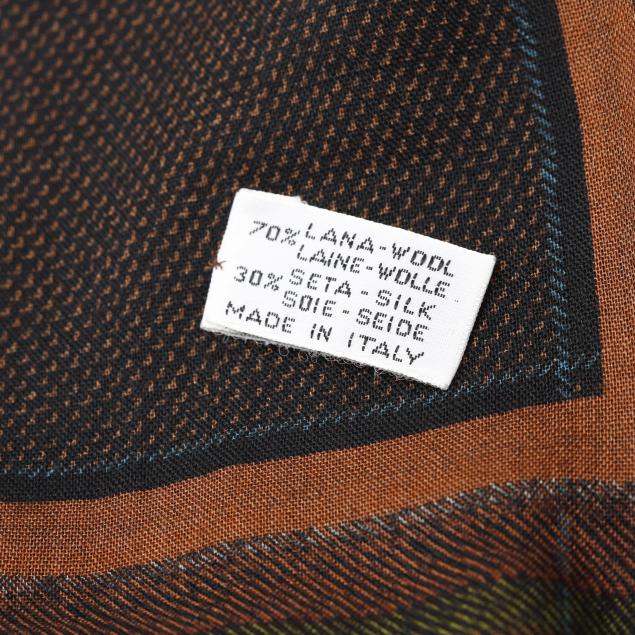 70% LANA-WOOL
LAINE-WOLLE
30% SETA-SILK
SOIE-SEIDE
MADE IN ITALY